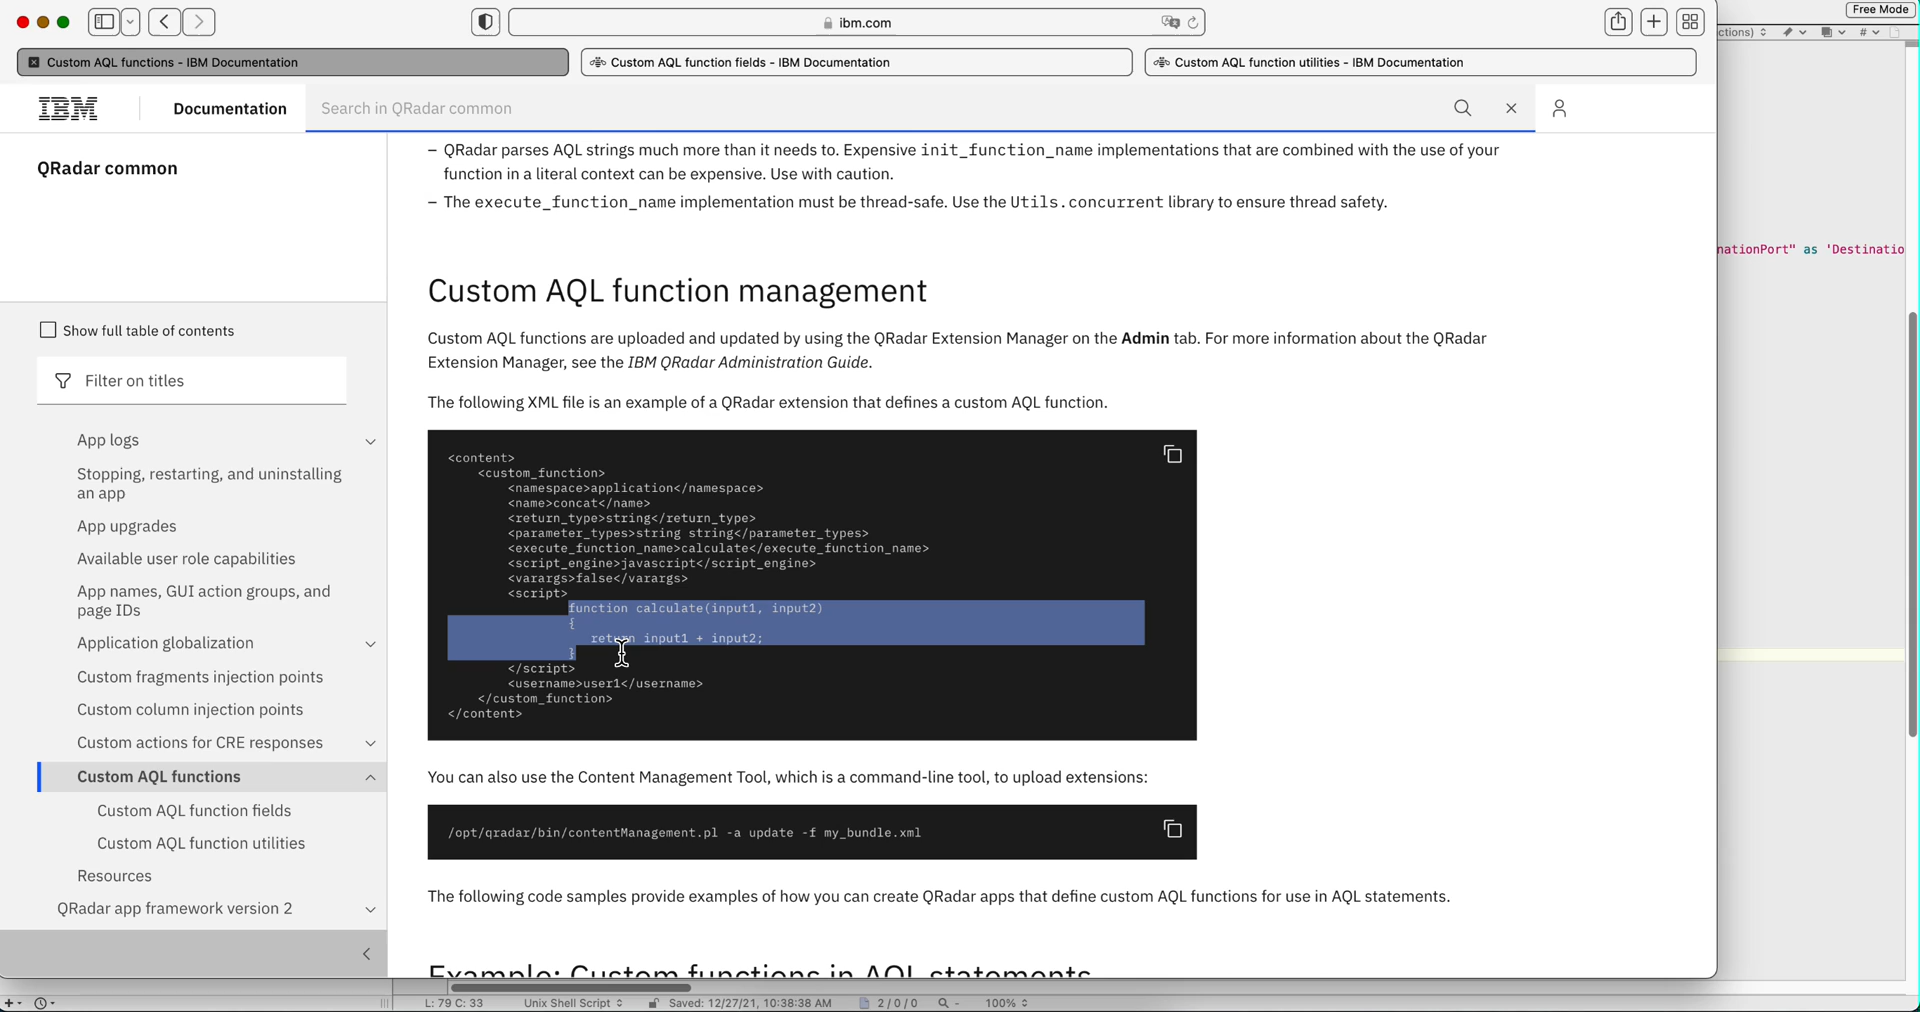 Free Mode
ibm.com
ctions)
#
Custom AQL functions - IBM Documentation
Custom AQL function fields - IBM Documentation
Custom AQL function utilities - IBM Documentation
IBM
Documentation
Search in QRadar common
QRadar common
– QRadar parses AQL strings much more than it needs to. Expensive init_function_name implementations that are combined with the use of your
function in a literal context can be expensive. Use with caution.
– The execute_function_name implementation must be thread-safe. Use the Utils.concurrent library to ensure thread safety.
nationPort" as 'Destinatio
Custom AQL function management
Show full table of contents
Filter on titles
App logs
Stopping, restarting, and uninstalling
an app
App upgrades
Available user role capabilities
App names, GUI action groups, and
page IDs
Application globalization
Custom fragments injection points
Custom column injection points
Custom actions for CRE responses
Custom AQL functions
Custom AQL function fields
Custom AQL function utilities
Resources
QRadar app framework version 2
Custom AQL functions are uploaded and updated by using the QRadar Extension Manager on the Admin tab. For more information about the QRadar
Extension Manager, see the IBM QRadar Administration Guide.
The following XML file is an example of a QRadar extension that defines a custom AQL function.
<content>
<custom_function>
<namespace>application</namespace>
<name>concat</name>
<return_type>string</return_type>
<parameter_types>string string</parameter_types>
<execute_function_name>calculate</execute_function_name>
<script_engine>javascript</script_engine>
<varargs>false</varargs>
<script>
function calculate(input1, input2)
{
return input1 + input2;
}
</script>
<username>user1</username>
</custom_function>
</content>
You can also use the Content Management Tool, which is a command-line tool, to upload extensions:
/opt/qradar/bin/contentManagement.pl -a update -f my_bundle.xml
The following code samples provide examples of how you can create QRadar apps that define custom AQL functions for use in AQL statements.
Example: Custom functions in AQL statements
L: 79 C: 33
Unix Shell Script
Saved: 12/27/21, 10:38:38 AM
2 / 0 / 0
100%